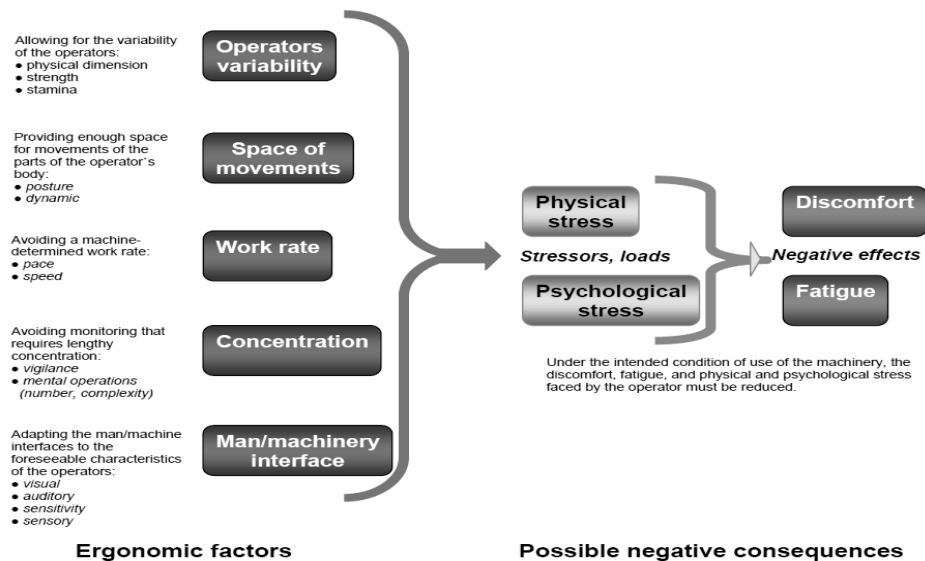 Allowing for the variability
of the operators:
● physical dimension
● strength
● stamina
Operators
variability
Providing enough space
for movements of the
parts of the operator`s
body:
● posture
● dynamic
Space of
movements
Avoiding a machine-
determined work rate:
● pace
● speed
Work rate
Avoiding monitoring that
requires lengthy
concentration:
● vigilance
● mental operations
(number, complexity)
Concentration
Adapting the man/machine
interfaces to the
foreseeable characteristics
of the operators:
● visual
● auditory
● sensitivity
● sensory
Man/machinery
interface
Ergonomic factors
Physical
stress
Stressors, loads
Psychological
stress
Discomfort
Negative effects
Fatigue
Under the intended condition of use of the machinery, the
discomfort, fatigue, and physical and psychological stress
faced by the operator must be reduced.
Possible negative consequences